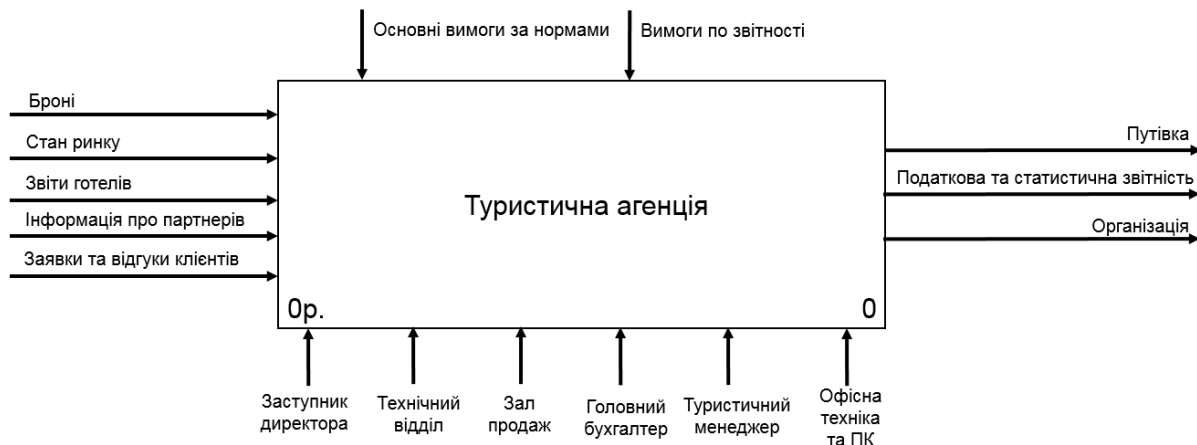 Основні вимоги за нормами
Вимоги по звітності
Броні
Стан ринку
Звіти готелів
Інформація про партнерів
Заявки та відгуки клієнтів
Туристична агенція
Путівка
Податкова та статистична звітність
Організація
0р.
0
Заступник
директора
Технічний
відділ
Зал
продаж
Головний
бухгалтер
Туристичний
менеджер
Офісна
техніка
та ПК